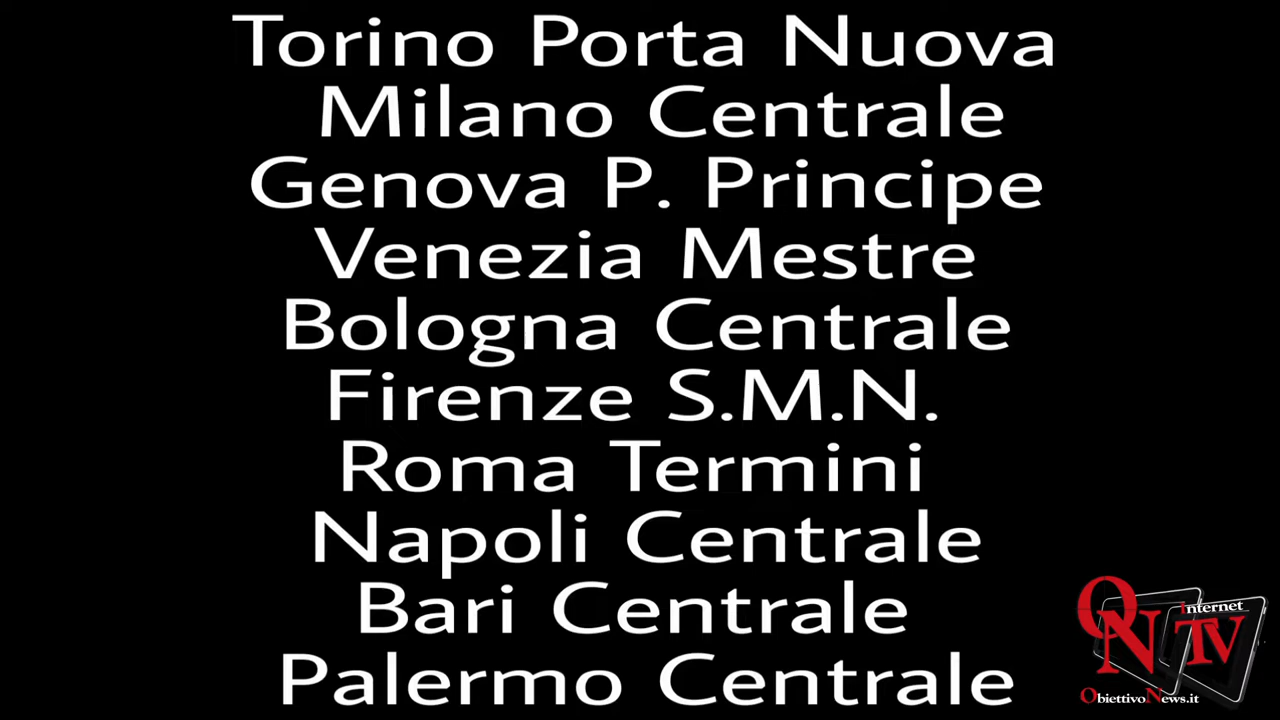 Torino Porta Nuova
Milano Centrale
Genova P. Principe
Venezia Mestre
Bologna Centrale
Firenze S.M.N.
Roma Termini
Napoli Centrale
Bari Centrale
Palermo Centrale
ON Internet TV
ObiettivoNews.it